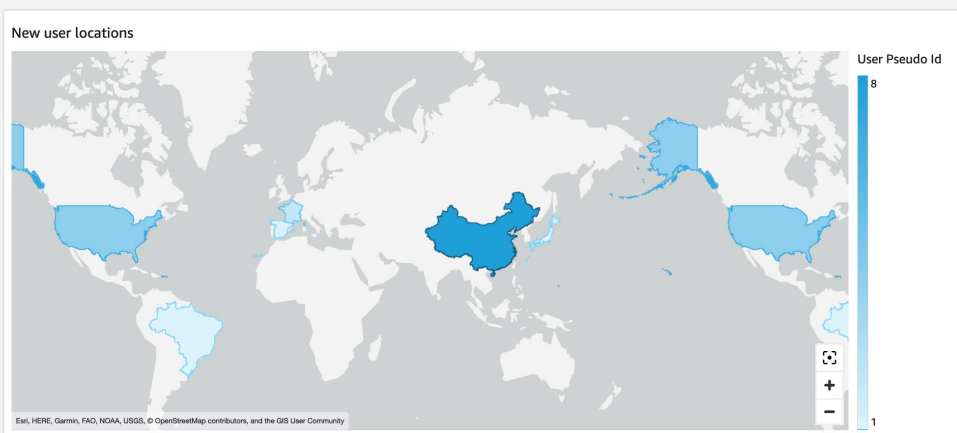 New user locations
User Pseudo Id
8
1
+
−
Esri, HERE, Garmin, FAO, NOAA, USGS, © OpenStreetMap contributors, and the GIS User Community